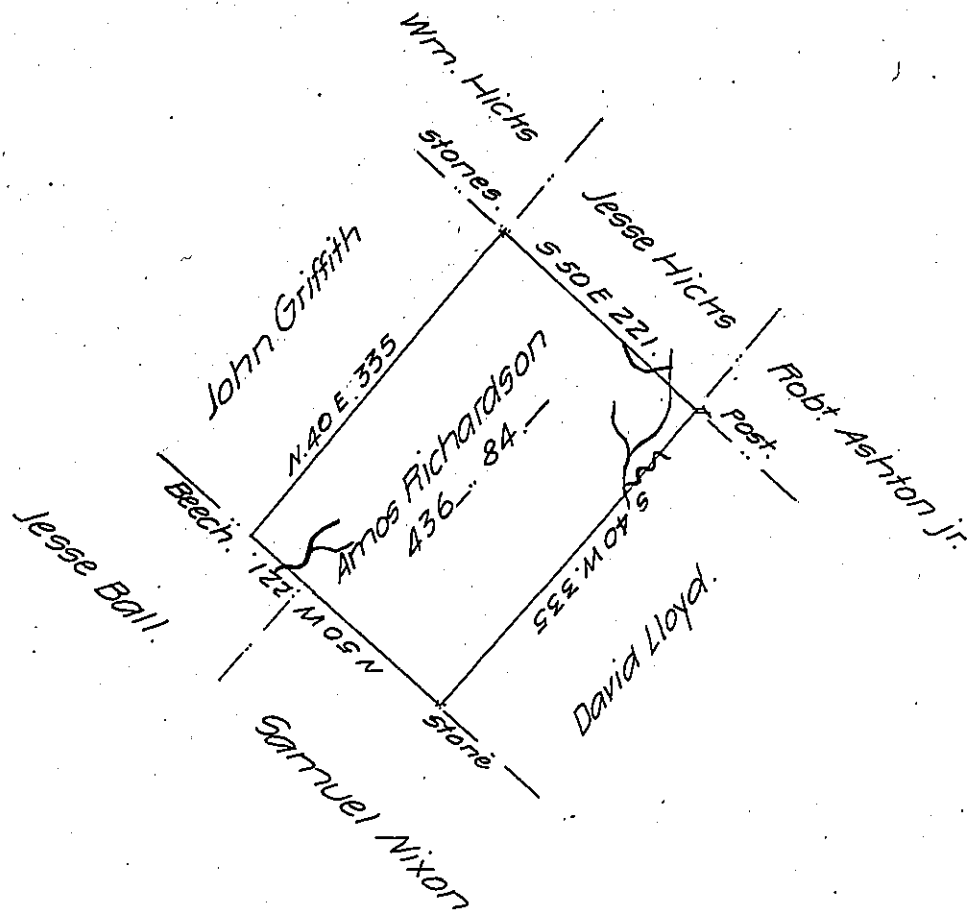 Wm. Hicks
stones.
Jesse Hicks
S 50 E 221.
John Griffith
N. 40 E. 335
Robt Ashton jr.
Post.
Amos Richardson
436_" 84._
Beech.
Jesse Ball.
N 50 W 221.
S. 40 W. 335
David Lloyd.
Stone
Samuel Nixon